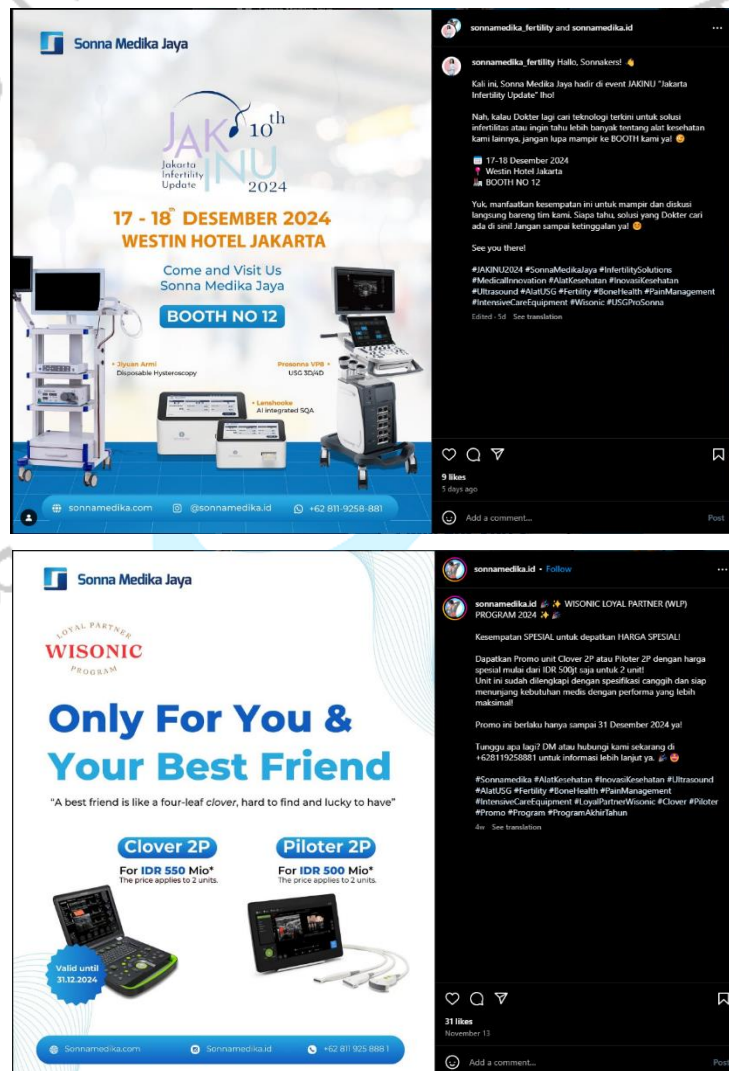 Sonna Medika Jaya
JAK
INU
10th
Jakarta
Infertility
Update
2024
17 - 18th DESEMBER 2024
WESTIN HOTEL JAKARTA
Come and Visit Us
Sonna Medika Jaya
BOOTH NO 12
• Jiyuan Arml
Disposable Hysteroscopy
Prosonna VP8 •
USG 3D/4D
• Lenshooke
AI integrated SQA
sonnamedika.com
@sonnamedika.id
+62 811-9258-881
sonnamedika_fertility and sonnamedika.id
sonnamedika_fertility Hallo, Sonnakers! 👋
Kali ini, Sonna Medika Jaya hadir di event JAKINU "Jakarta
Infertility Update" lho!
Nah, kalau Dokter lagi cari teknologi terkini untuk solusi
infertilitas atau ingin tahu lebih banyak tentang alat kesehatan
kami lainnya, jangan lupa mampir ke BOOTH kami ya!
17-18 Desember 2024
Westin Hotel Jakarta
BOOTH NO 12
Yuk, manfaatkan kesempatan ini untuk mampir dan diskusi
langsung bareng tim kami. Siapa tahu, solusi yang Dokter cari
ada di sini! Jangan sampai ketinggalan ya!
See you there!
#JAKINU2024 #SonnaMedikaJaya #InfertilitySolutions
#MedicalInnovation #AlatKesehatan #InovasiKesehatan
#Ultrasound #AlatUSG #Fertility #BoneHealth #PainManagement
#IntensiveCareEquipment #Wisonic #USGProSonna
Edited · 5d See translation
9 likes
5 days ago
Add a comment...
Post
Sonna Medika Jaya
LOYAL PARTNER
WISONIC
PROGRAM
Only For You &
Your Best Friend
"A best friend is like a four-leaf clover, hard to find and lucky to have"
Clover 2P
For IDR 550 Mio*
The price applies to 2 units.
Piloter 2P
For IDR 500 Mio*
The price applies to 2 units.
Valid until
31.12.2024
Sonnamedika.com
Sonnamedika.id
+62 811 925 8881
sonnamedika.id • Follow
sonnamedika.id 🎉✨ WISONIC LOYAL PARTNER (WLP)
PROGRAM 2024 ✨🎉
Kesempatan SPESIAL untuk depatkan HARGA SPESIAL!
Dapatkan Promo unit Clover 2P atau Piloter 2P dengan harga
spesial mulai dari IDR 500jt saja untuk 2 unit!
Unit ini sudah dilengkapi dengan spesifikasi canggih dan siap
menunjang kebutuhan medis dengan performa yang lebih
maksimal!
Promo ini berlaku hanya sampai 31 Desember 2024 ya!
Tunggu apa lagi? DM atau hubungi kami sekarang di
+628119258881 untuk informasi lebih lanjut ya.
#Sonnamedika #AlatKesehatan #InovasiKesehatan #Ultrasound
#AlatUSG #Fertility #BoneHealth #PainManagement
#IntensiveCareEquipment #LoyalPartnerWisonic #Clover #Piloter
#Promo #Program #ProgramAkhirTahun
4w See translation
31 likes
November 13
Add a comment...
Post